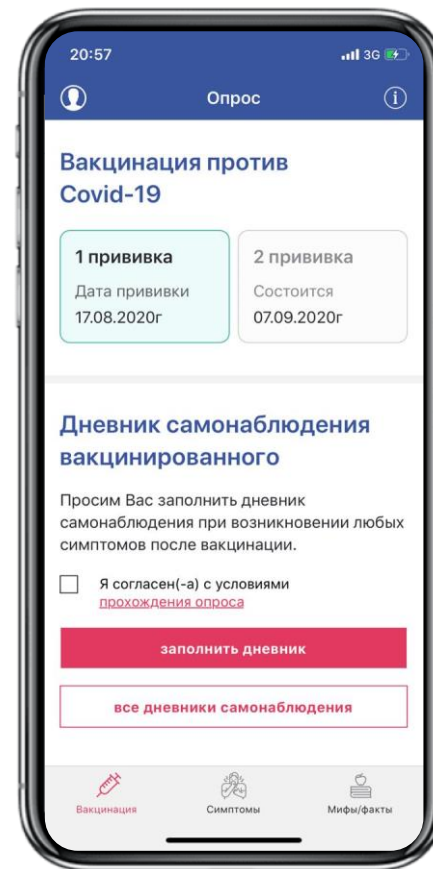 20:57
3G
Опрос
Вакцинация против
Covid-19
1 прививка
Дата прививки
17.08.2020г
2 прививка
Состоится
07.09.2020г
Дневник самонаблюдения
вакцинированного
Просим Вас заполнить дневник
самонаблюдения при возникновении любых
симптомов после вакцинации.
Я согласен(-а) с условиями
прохождения опроса
заполнить дневник
все дневники самонаблюдения
Вакцинация
Симптомы
Мифы/факты